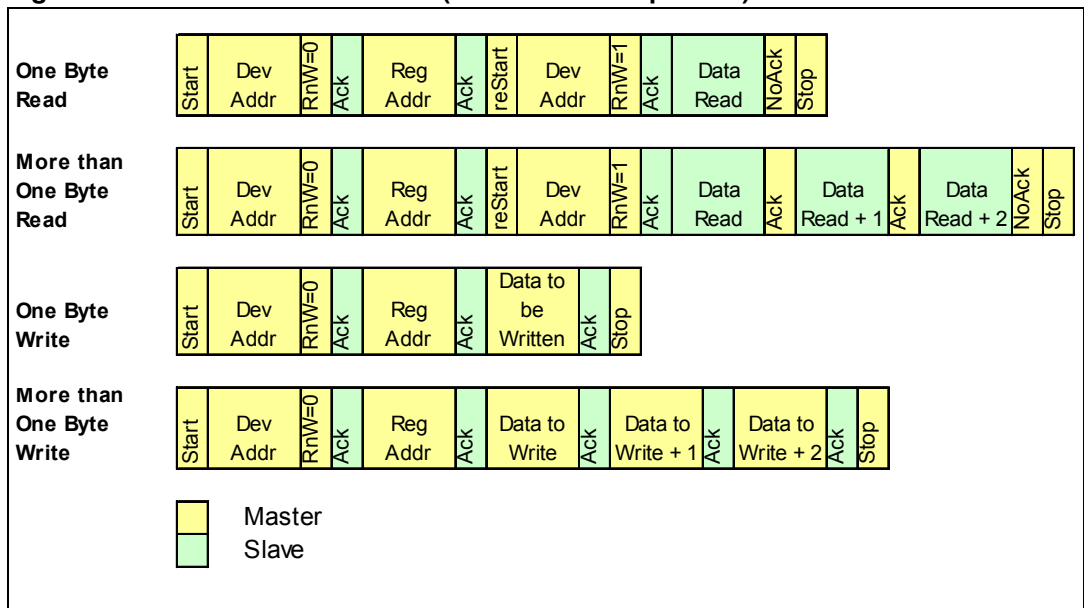 One Byte
Read
Start
Dev
Addr
RnW=0
Ack
Reg
Addr
Ack
reStart
Dev
Addr
RnW=1
Ack
Data
Read
NoAck
Stop
More than
One Byte
Read
Start
Dev
Addr
RnW=0
Ack
Reg
Addr
Ack
reStart
Dev
Addr
RnW=1
Ack
Data
Read
Ack
Data
Read + 1
Ack
Data
Read + 2
NoAck
Stop
One Byte
Write
Start
Dev
Addr
RnW=0
Ack
Reg
Addr
Ack
Data to
be
Written
Ack
Stop
More than
One Byte
Write
Start
Dev
Addr
RnW=0
Ack
Reg
Addr
Ack
Data to
Write
Ack
Data to
Write + 1
Ack
Data to
Write + 2
Ack
Stop
Master
Slave